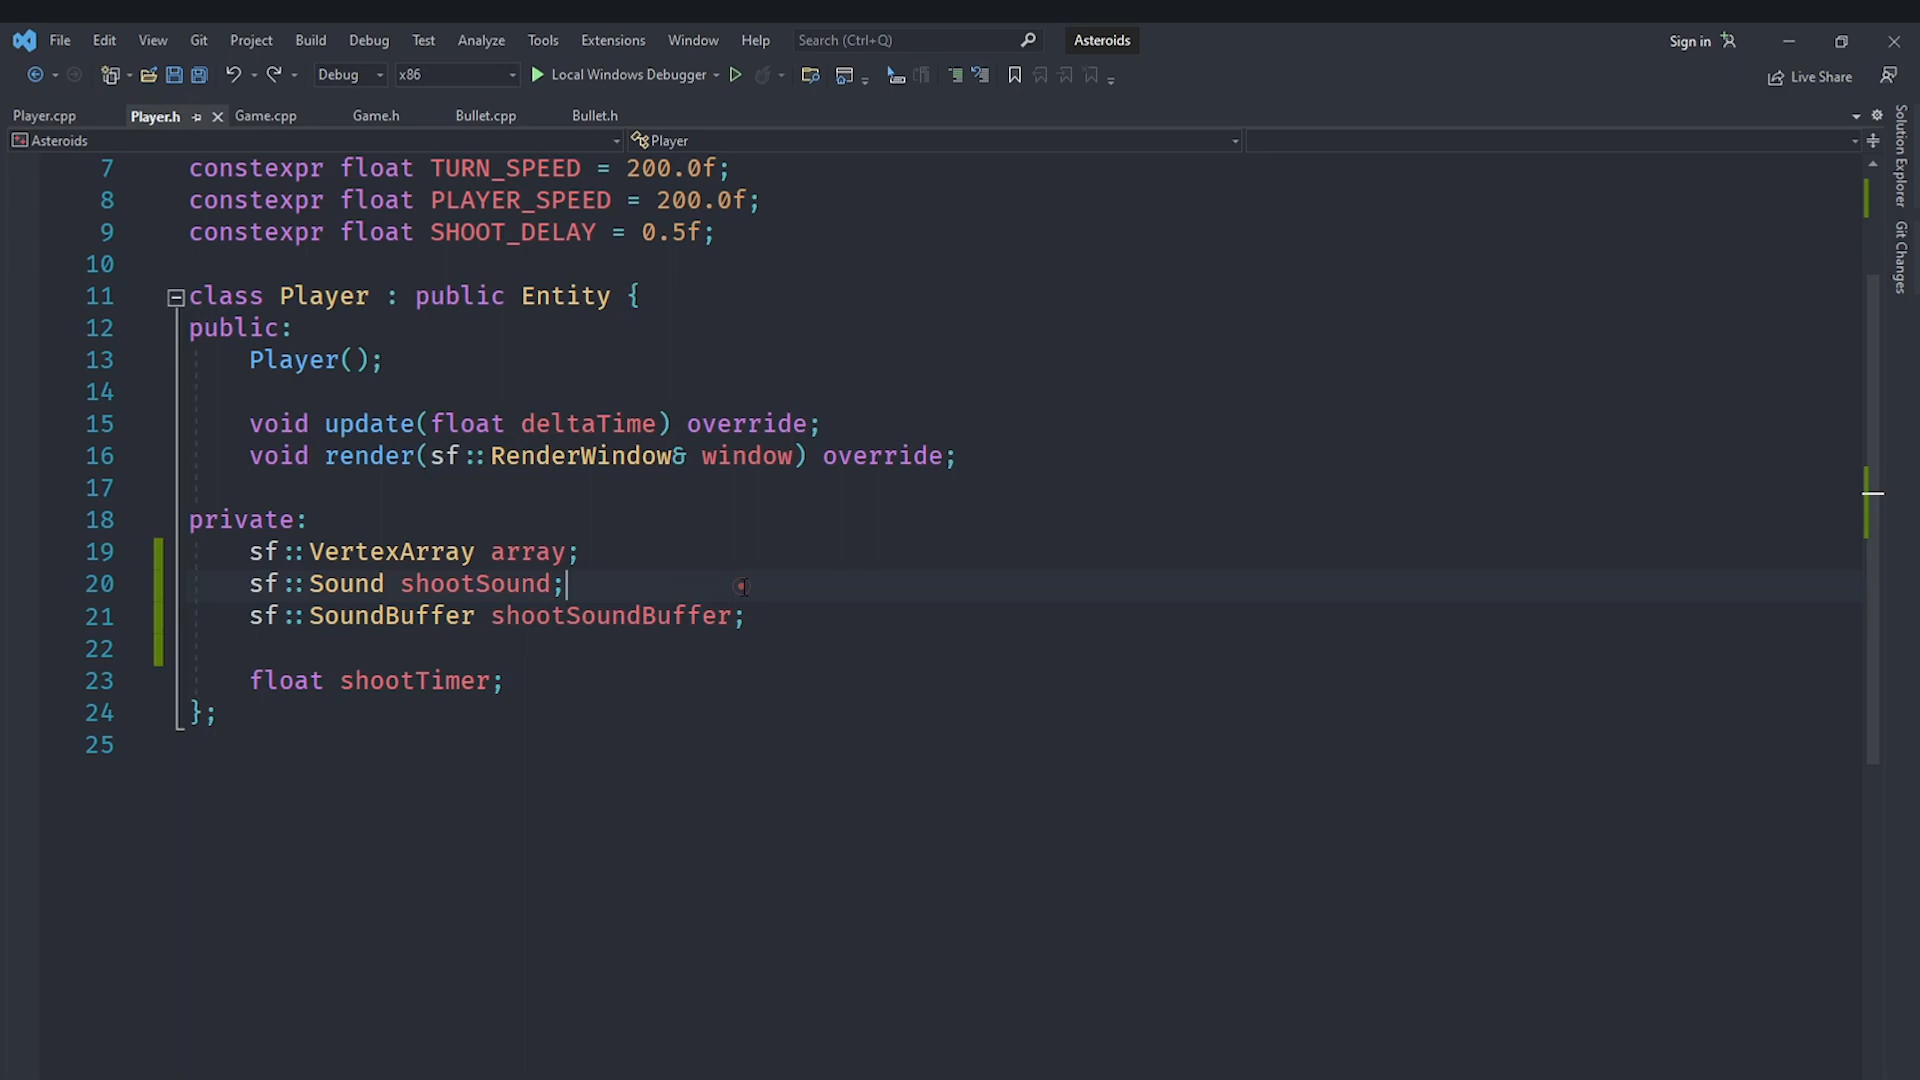 File Edit View Git Project Build Debug Test Analyze Tools Extensions Window Help Search (Ctrl+Q) Asteroids Sign in
Debug x86 Local Windows Debugger Live Share
Player.cpp Player.h Game.cpp Game.h Bullet.cpp Bullet.h
Asteroids Player
7 constexpr float TURN_SPEED = 200.0f;
8 constexpr float PLAYER_SPEED = 200.0f;
9 constexpr float SHOOT_DELAY = 0.5f;
10
11 class Player : public Entity {
12 public:
13     Player();
14
15     void update(float deltaTime) override;
16     void render(sf::RenderWindow& window) override;
17
18 private:
19     sf::VertexArray array;
20     sf::Sound shootSound;
21     sf::SoundBuffer shootSoundBuffer;
22
23     float shootTimer;
24 };
25
Solution Explorer
Git Changes